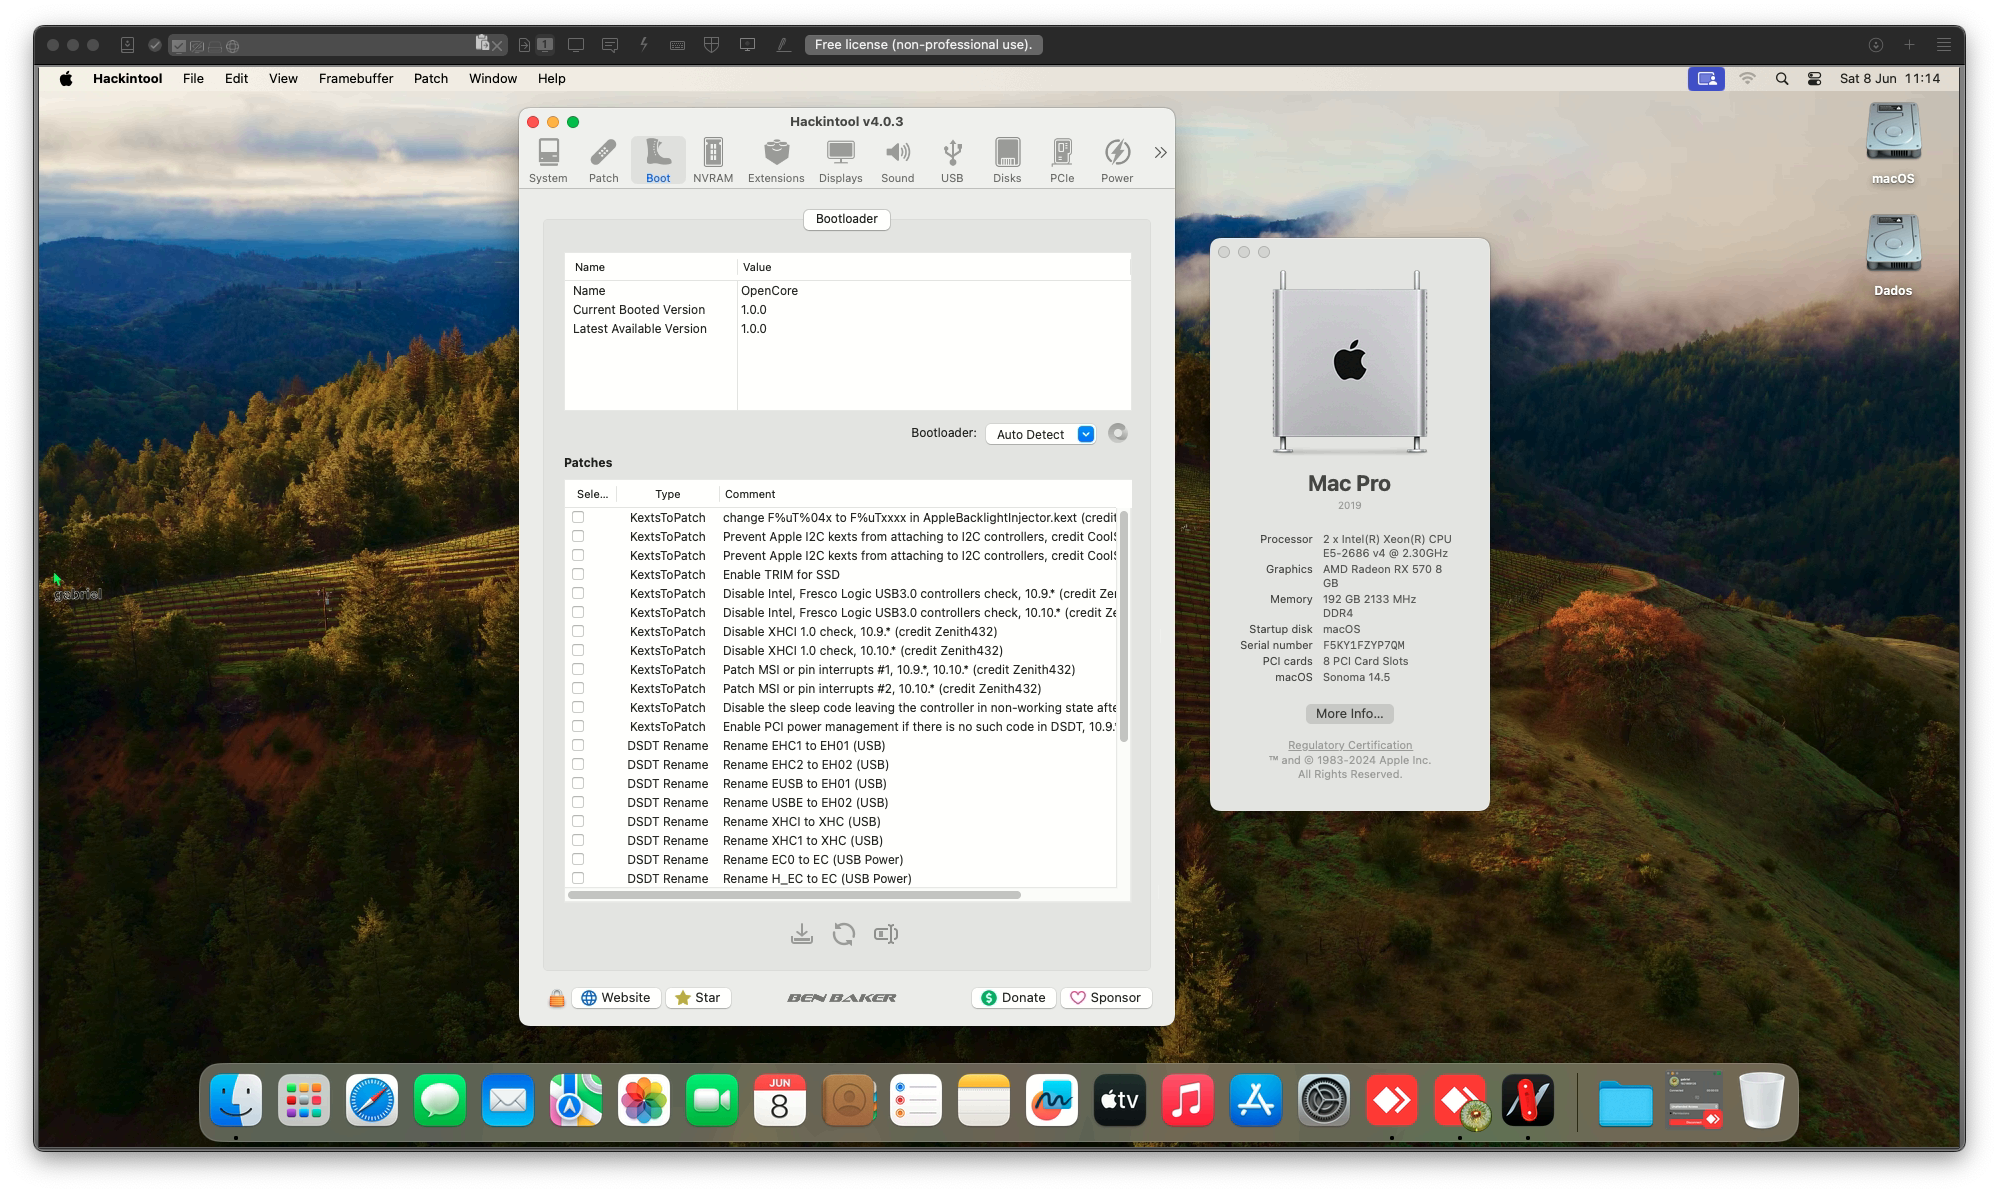 1
Free license (non-professional use).
Hackintool File Edit View Framebuffer Patch Window Help
Sat 8 Jun 11:14
Hackintool v4.0.3
System Patch Boot NVRAM Extensions Displays Sound USB Disks PCIe Power
Bootloader
Name Value
Name OpenCore
Current Booted Version 1.0.0
Latest Available Version 1.0.0
Bootloader: Auto Detect
Patches
Sele... Type Comment
KextsToPatch change F%uT%04x to F%uTxxxx in AppleBacklightInjector.kext (credit
KextsToPatch Prevent Apple I2C kexts from attaching to I2C controllers, credit CoolS
KextsToPatch Prevent Apple I2C kexts from attaching to I2C controllers, credit CoolS
KextsToPatch Enable TRIM for SSD
KextsToPatch Disable Intel, Fresco Logic USB3.0 controllers check, 10.9.* (credit Zer
KextsToPatch Disable Intel, Fresco Logic USB3.0 controllers check, 10.10.* (credit Ze
KextsToPatch Disable XHCI 1.0 check, 10.9.* (credit Zenith432)
KextsToPatch Disable XHCI 1.0 check, 10.10.* (credit Zenith432)
KextsToPatch Patch MSI or pin interrupts #1, 10.9.*, 10.10.* (credit Zenith432)
KextsToPatch Patch MSI or pin interrupts #2, 10.10.* (credit Zenith432)
KextsToPatch Disable the sleep code leaving the controller in non-working state afte
KextsToPatch Enable PCI power management if there is no such code in DSDT, 10.9.*
DSDT Rename Rename EHC1 to EH01 (USB)
DSDT Rename Rename EHC2 to EH02 (USB)
DSDT Rename Rename EUSB to EH01 (USB)
DSDT Rename Rename USBE to EH02 (USB)
DSDT Rename Rename XHCI to XHC (USB)
DSDT Rename Rename XHC1 to XHC (USB)
DSDT Rename Rename EC0 to EC (USB Power)
DSDT Rename Rename H_EC to EC (USB Power)
Website Star BEN BAKER Donate Sponsor
Mac Pro
2019
Processor 2 x Intel(R) Xeon(R) CPU
E5-2686 v4 @ 2.30GHz
Graphics AMD Radeon RX 570 8
GB
Memory 192 GB 2133 MHz
DDR4
Startup disk macOS
Serial number F5KY1FZYP7QM
PCI cards 8 PCI Card Slots
macOS Sonoma 14.5
More Info...
Regulatory Certification
™ and © 1983-2024 Apple Inc.
All Rights Reserved.
macOS
Dados
gabriel
JUN
8
tv